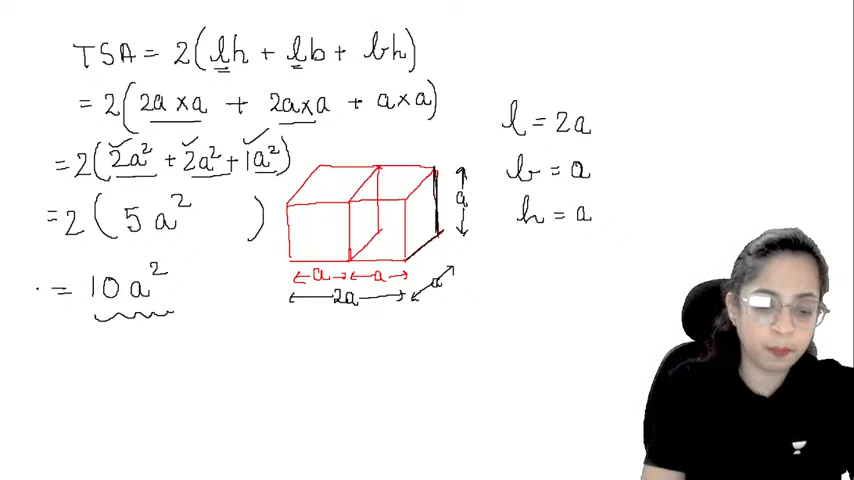 TSA = 2(lh + lb + bh)
= 2(2a×a + 2a×a + a×a)
= 2(2a² + 2a² + 1a²)
= 2( 5a² )
= 10a²
l = 2a
b = a
h = a
a
a a
2a
a